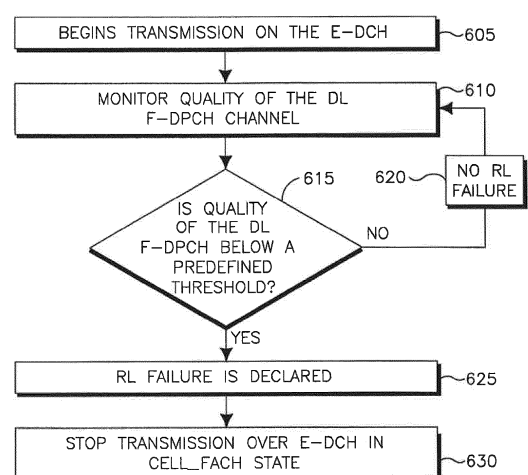 BEGINS TRANSMISSION ON THE E-DCH
605
MONITOR QUALITY OF THE DL
F-DPCH CHANNEL
610
615
IS QUALITY
OF THE DL
F-DPCH BELOW A
PREDEFINED
THRESHOLD?
NO
620
NO RL
FAILURE
YES
RL FAILURE IS DECLARED
625
STOP TRANSMISSION OVER E-DCH IN
CELL_FACH STATE
630